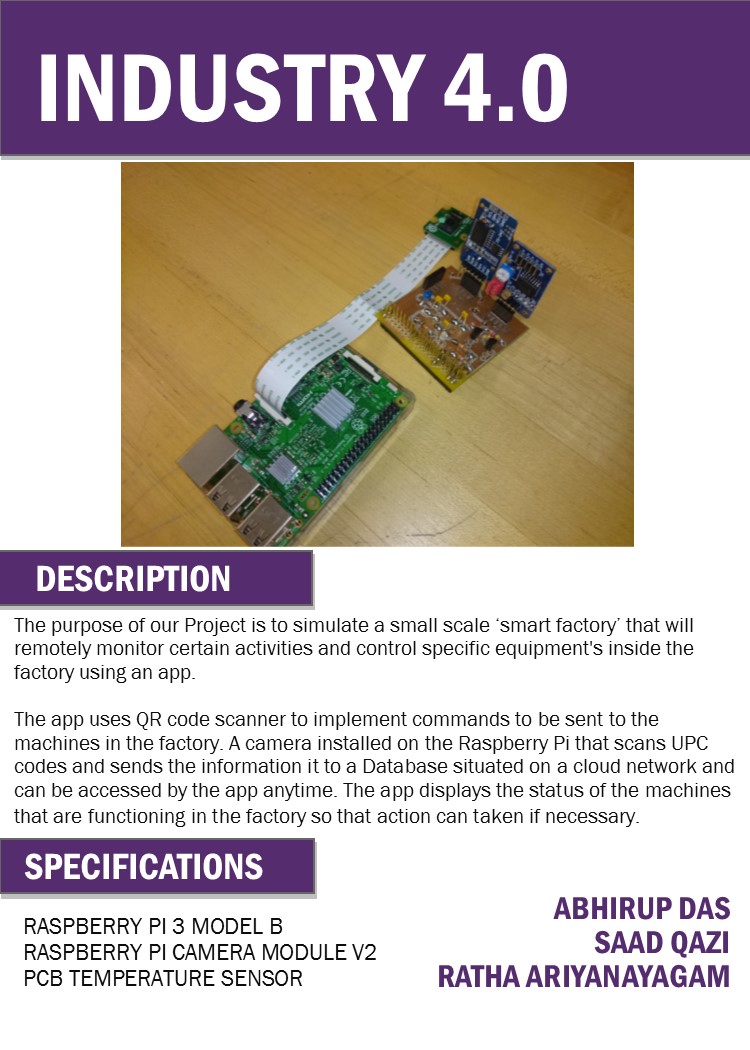 INDUSTRY 4.0
DESCRIPTION
The purpose of our Project is to simulate a small scale ‘smart factory’ that will
remotely monitor certain activities and control specific equipment's inside the
factory using an app.
The app uses QR code scanner to implement commands to be sent to the
machines in the factory. A camera installed on the Raspberry Pi that scans UPC
codes and sends the information it to a Database situated on a cloud network and
can be accessed by the app anytime. The app displays the status of the machines
that are functioning in the factory so that action can taken if necessary.
SPECIFICATIONS
RASPBERRY PI 3 MODEL B
RASPBERRY PI CAMERA MODULE V2
PCB TEMPERATURE SENSOR
ABHIRUP DAS
SAAD QAZI
RATHA ARIYANAYAGAM